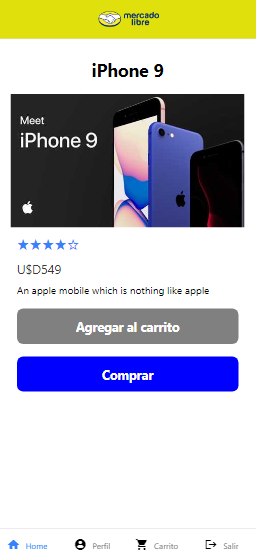 mercado
libre
iPhone 9
Meet
iPhone 9
U$D549
An apple mobile which is nothing like apple
Agregar al carrito
Comprar
Home
Perfil
Carrito
Salir